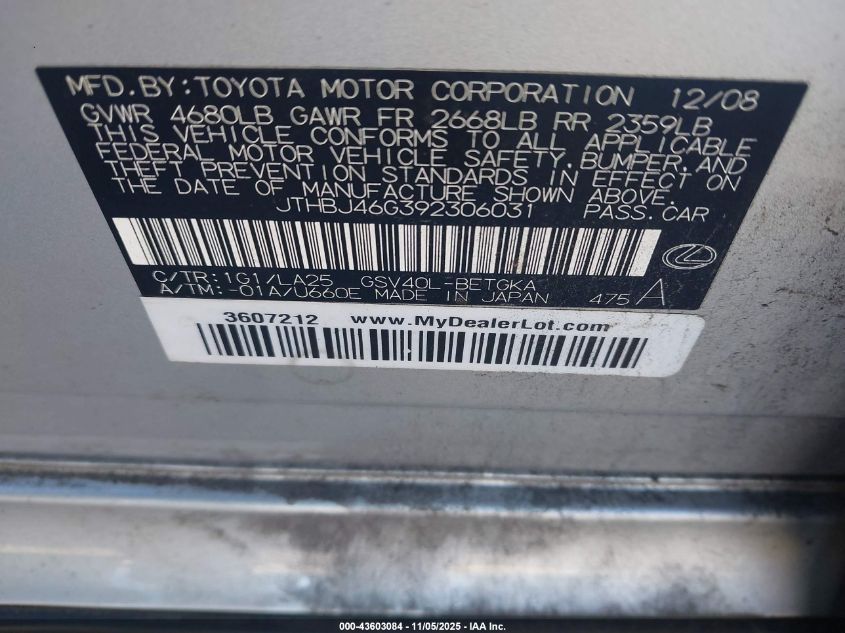 MFD.BY:TOYOTA MOTOR CORPORATION 12/08
GVWR 4680LB GAWR FR 2668LB RR 2359LB
THIS VEHICLE CONFORMS TO ALL APPLICABLE
FEDERAL MOTOR VEHICLE SAFETY,BUMPER,AND
THEFT PREVENTION STANDARDS IN EFFECT ON
THE DATE OF MANUFACTURE SHOWN ABOVE.
JTHBJ46G392306031 PASS.CAR
C/TR:1G1/LA25 GSV40L-BETGKA
A/TM:-01A/U660E MADE IN JAPAN 475 A
3607212 www.MyDealerLot.com
000-43603084 - 11/05/2025 - IAA Inc.